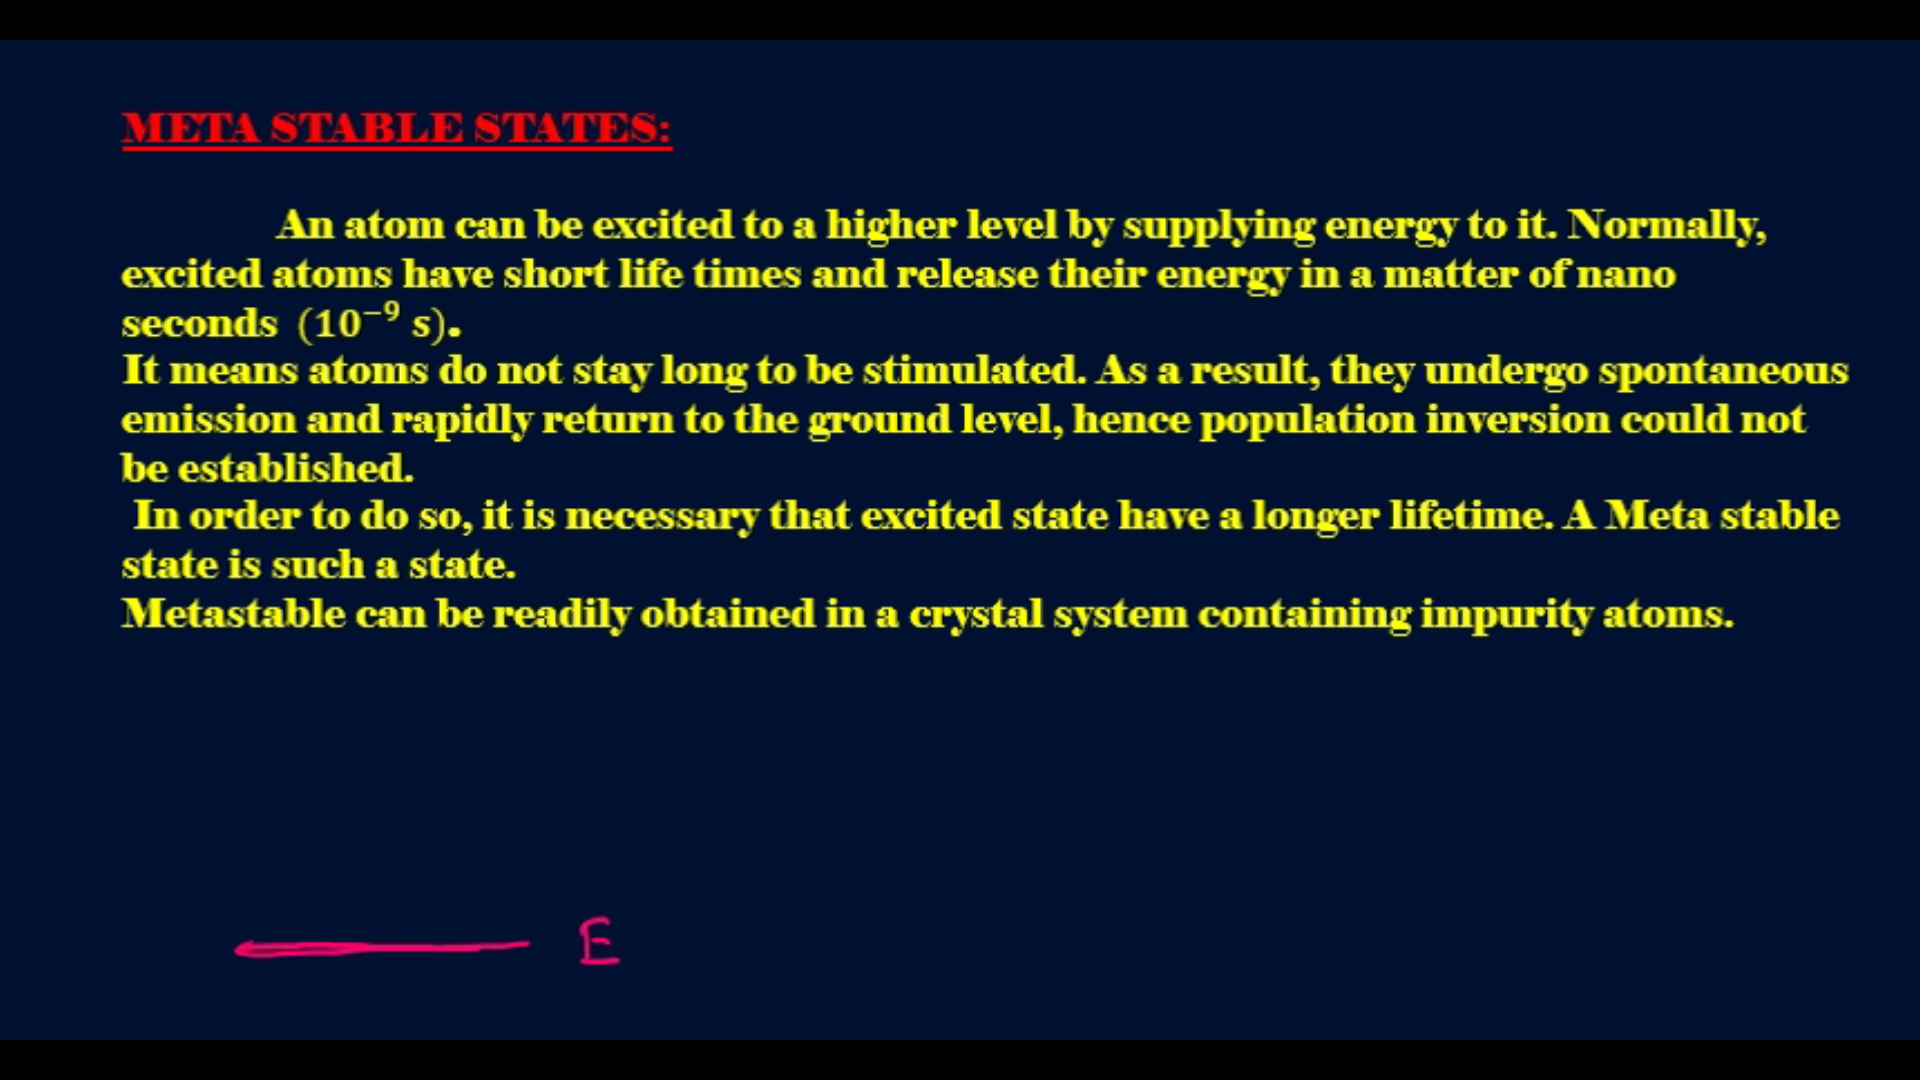 META STABLE STATES:
An atom can be excited to a higher level by supplying energy to it. Normally,
excited atoms have short life times and release their energy in a matter of nano
seconds (10⁻⁹ s).
It means atoms do not stay long to be stimulated. As a result, they undergo spontaneous
emission and rapidly return to the ground level, hence population inversion could not
be established.
In order to do so, it is necessary that excited state have a longer lifetime. A Meta stable
state is such a state.
Metastable can be readily obtained in a crystal system containing impurity atoms.
E